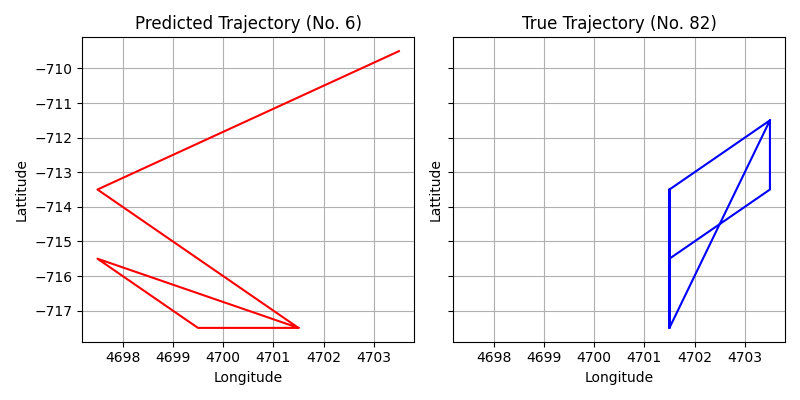 Predicted Trajectory (No. 6)
True Trajectory (No. 82)
Lattitude
−710
−711
−712
−713
−714
−715
−716
−717
4698 4699 4700 4701 4702 4703
Longitude
Lattitude
4698 4699 4700 4701 4702 4703
Longitude